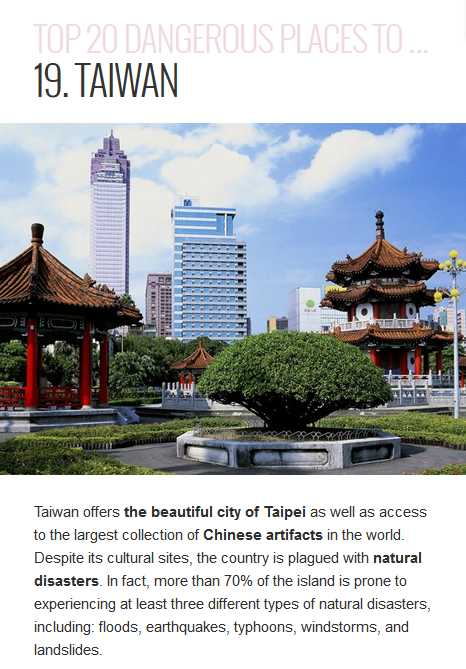 TOP 20 DANGEROUS PLACES TO ...
19. TAIWAN
Taiwan offers the beautiful city of Taipei as well as access
to the largest collection of Chinese artifacts in the world.
Despite its cultural sites, the country is plagued with natural
disasters. In fact, more than 70% of the island is prone to
experiencing at least three different types of natural disasters,
including: floods, earthquakes, typhoons, windstorms, and
landslides.